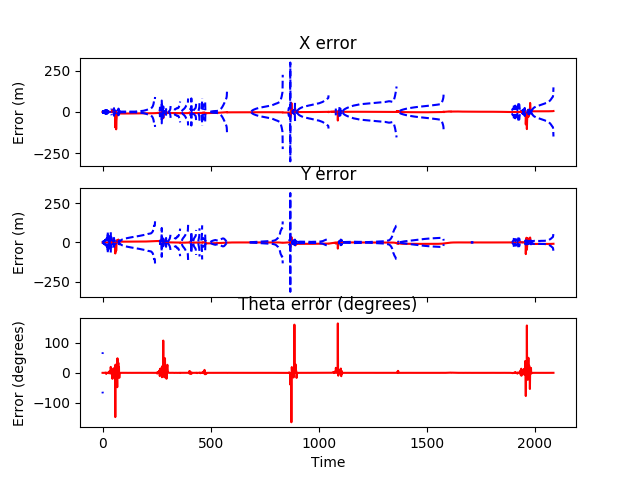 X error
Error (m)
250
0
−250
Y error
Error (m)
250
0
−250
Theta error (degrees)
Error (degrees)
100
0
−100
0
500
1000
1500
2000
Time